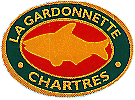 LA GARDONNETTE
• CHARTRES •